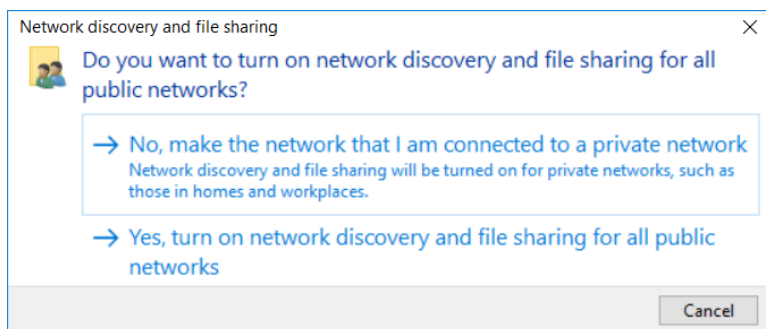 Network discovery and file sharing
Do you want to turn on network discovery and file sharing for all
public networks?
No, make the network that I am connected to a private network
Network discovery and file sharing will be turned on for private networks, such as
those in homes and workplaces.
Yes, turn on network discovery and file sharing for all public
networks
Cancel